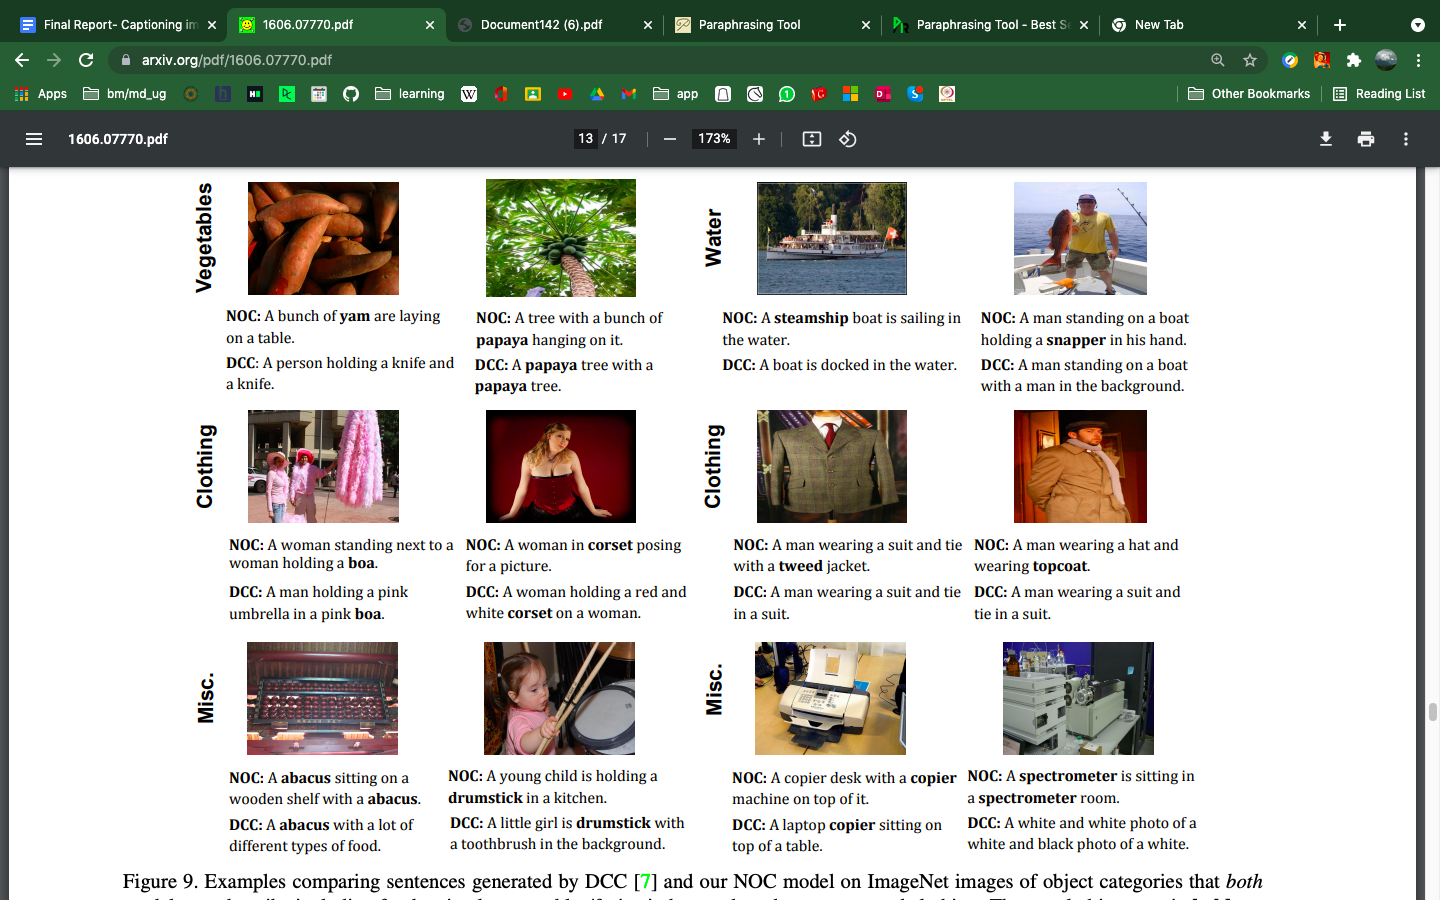 Final Report- Captioning im
1606.07770.pdf
Document142 (6).pdf
Paraphrasing Tool
Paraphrasing Tool - Best Se
New Tab
arxiv.org/pdf/1606.07770.pdf
Apps
bm/md_ug
learning
app
Other Bookmarks
Reading List
1606.07770.pdf
13 / 17
173%
Vegetables
Water
NOC: A bunch of yam are laying
on a table.
DCC: A person holding a knife and
a knife.
NOC: A tree with a bunch of
papaya hanging on it.
DCC: A papaya tree with a
papaya tree.
NOC: A steamship boat is sailing in
the water.
DCC: A boat is docked in the water.
NOC: A man standing on a boat
holding a snapper in his hand.
DCC: A man standing on a boat
with a man in the background.
Clothing
Clothing
NOC: A woman standing next to a
woman holding a boa.
DCC: A man holding a pink
umbrella in a pink boa.
NOC: A woman in corset posing
for a picture.
DCC: A woman holding a red and
white corset on a woman.
NOC: A man wearing a suit and tie
with a tweed jacket.
DCC: A man wearing a suit and tie
in a suit.
NOC: A man wearing a hat and
wearing topcoat.
DCC: A man wearing a suit and
tie in a suit.
Misc.
Misc.
NOC: A abacus sitting on a
wooden shelf with a abacus.
DCC: A abacus with a lot of
different types of food.
NOC: A young child is holding a
drumstick in a kitchen.
DCC: A little girl is drumstick with
a toothbrush in the background.
NOC: A copier desk with a copier
machine on top of it.
DCC: A laptop copier sitting on
top of a table.
NOC: A spectrometer is sitting in
a spectrometer room.
DCC: A white and white photo of a
white and black photo of a white.
Figure 9. Examples comparing sentences generated by DCC [7] and our NOC model on ImageNet images of object categories that both